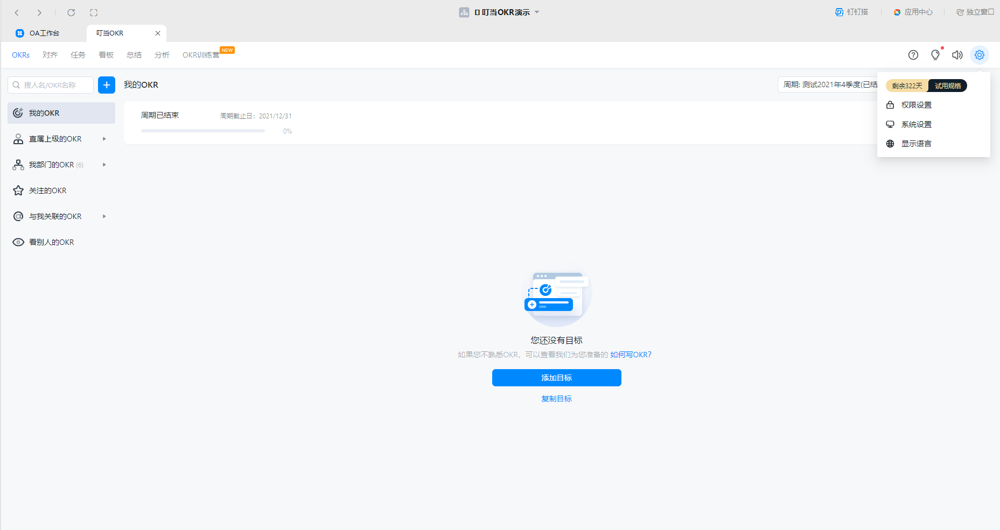 叮当OKR演示
钉钉搭
应用中心
独立窗口
OA工作台
叮当OKR
OKRs
对齐
任务
看板
总结
分析
OKR训练营
NEW
搜人名/OKR名称
我的OKR
周期: 测试2021年4季度(已结
剩余322天
试用规格
权限设置
系统设置
显示语言
我的OKR
直属上级的OKR
我部门的OKR (6)
关注的OKR
与我关联的OKR
看别人的OKR
周期已结束
周期截止日：2021/12/31
0%
您还没有目标
如果您不熟悉OKR，可以查看我们为您准备的 如何写OKR?
添加目标
复制目标